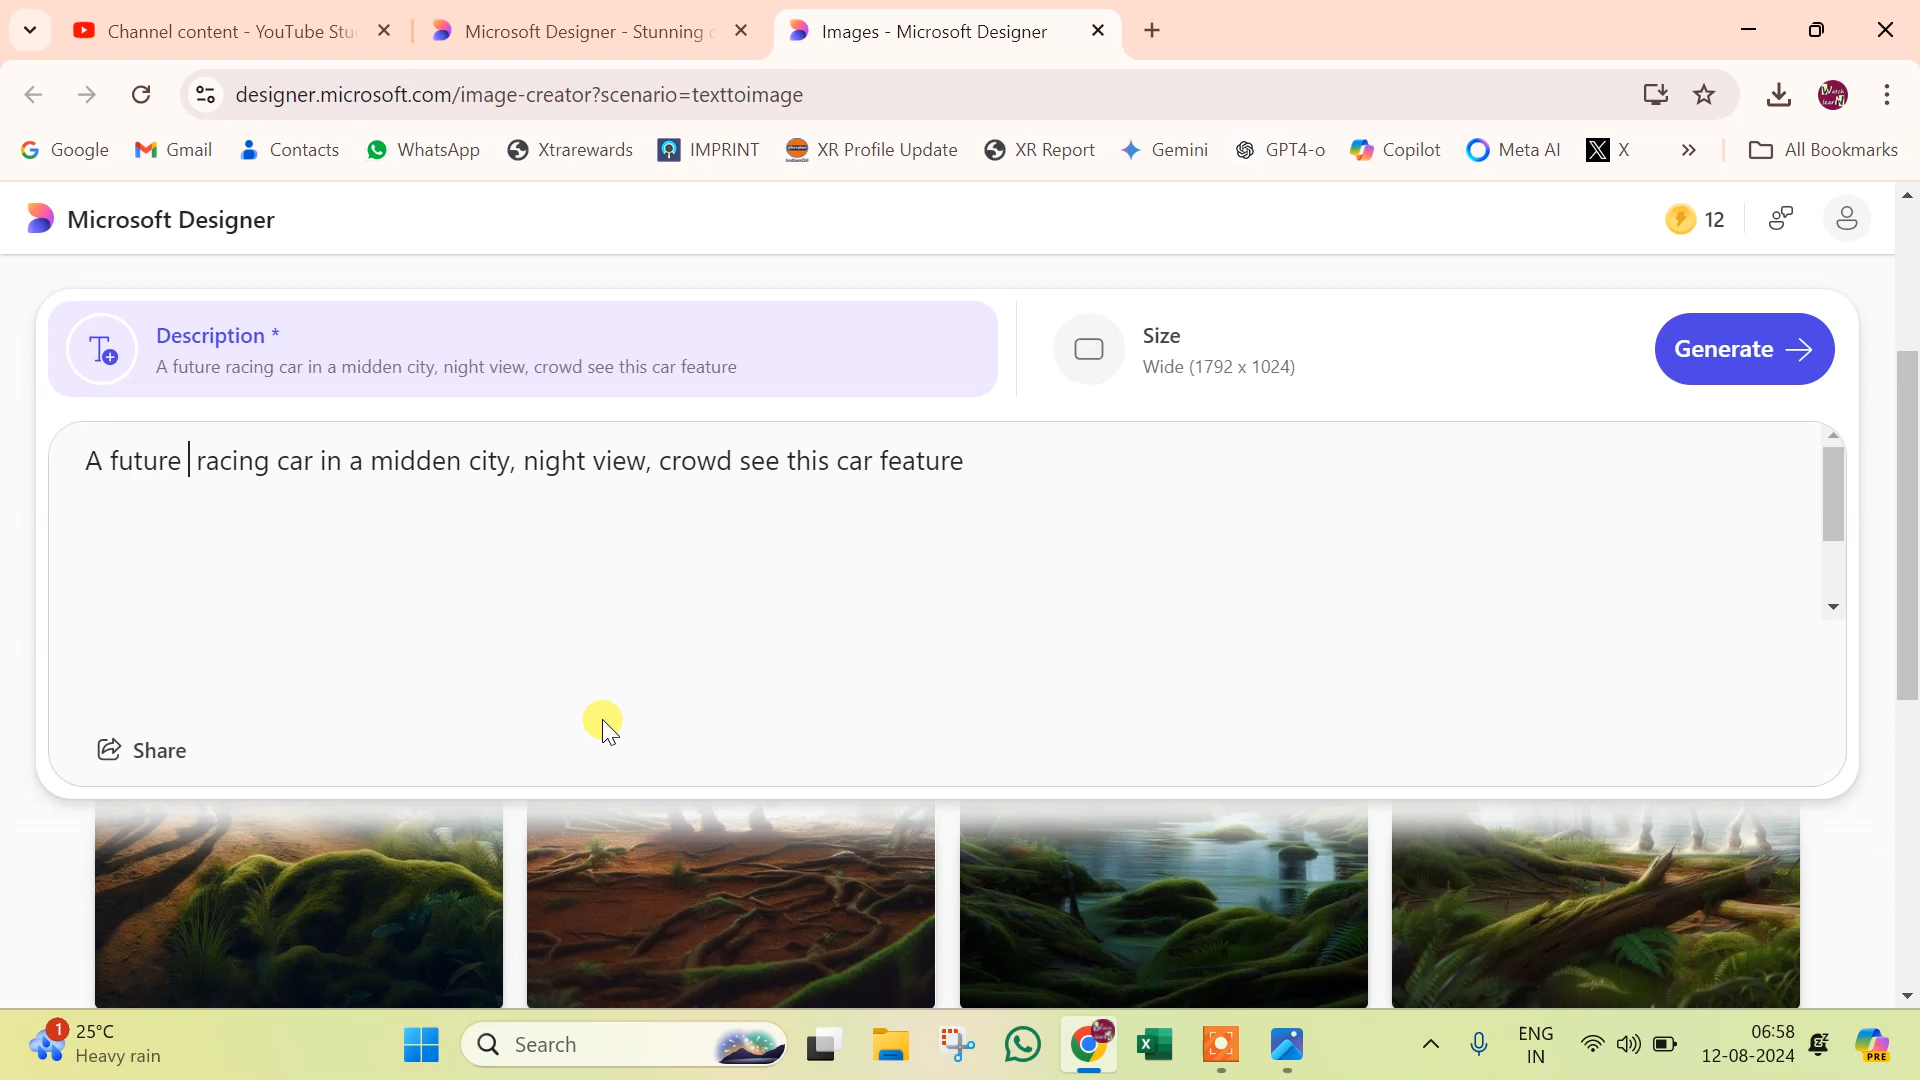 Channel content - YouTube Stu
Microsoft Designer - Stunning
Images - Microsoft Designer
designer.microsoft.com/image-creator?scenario=texttoimage
Google
Gmail
Contacts
WhatsApp
Xtrarewards
IMPRINT
XR Profile Update
XR Report
Gemini
GPT4-o
Copilot
Meta AI
X
All Bookmarks
Microsoft Designer
12
Description *
A future racing car in a midden city, night view, crowd see this car feature
Size
Wide (1792 x 1024)
Generate
A future racing car in a midden city, night view, crowd see this car feature
Share
1
25°C
Heavy rain
Search
ENG
IN
06:58
12-08-2024
PRE